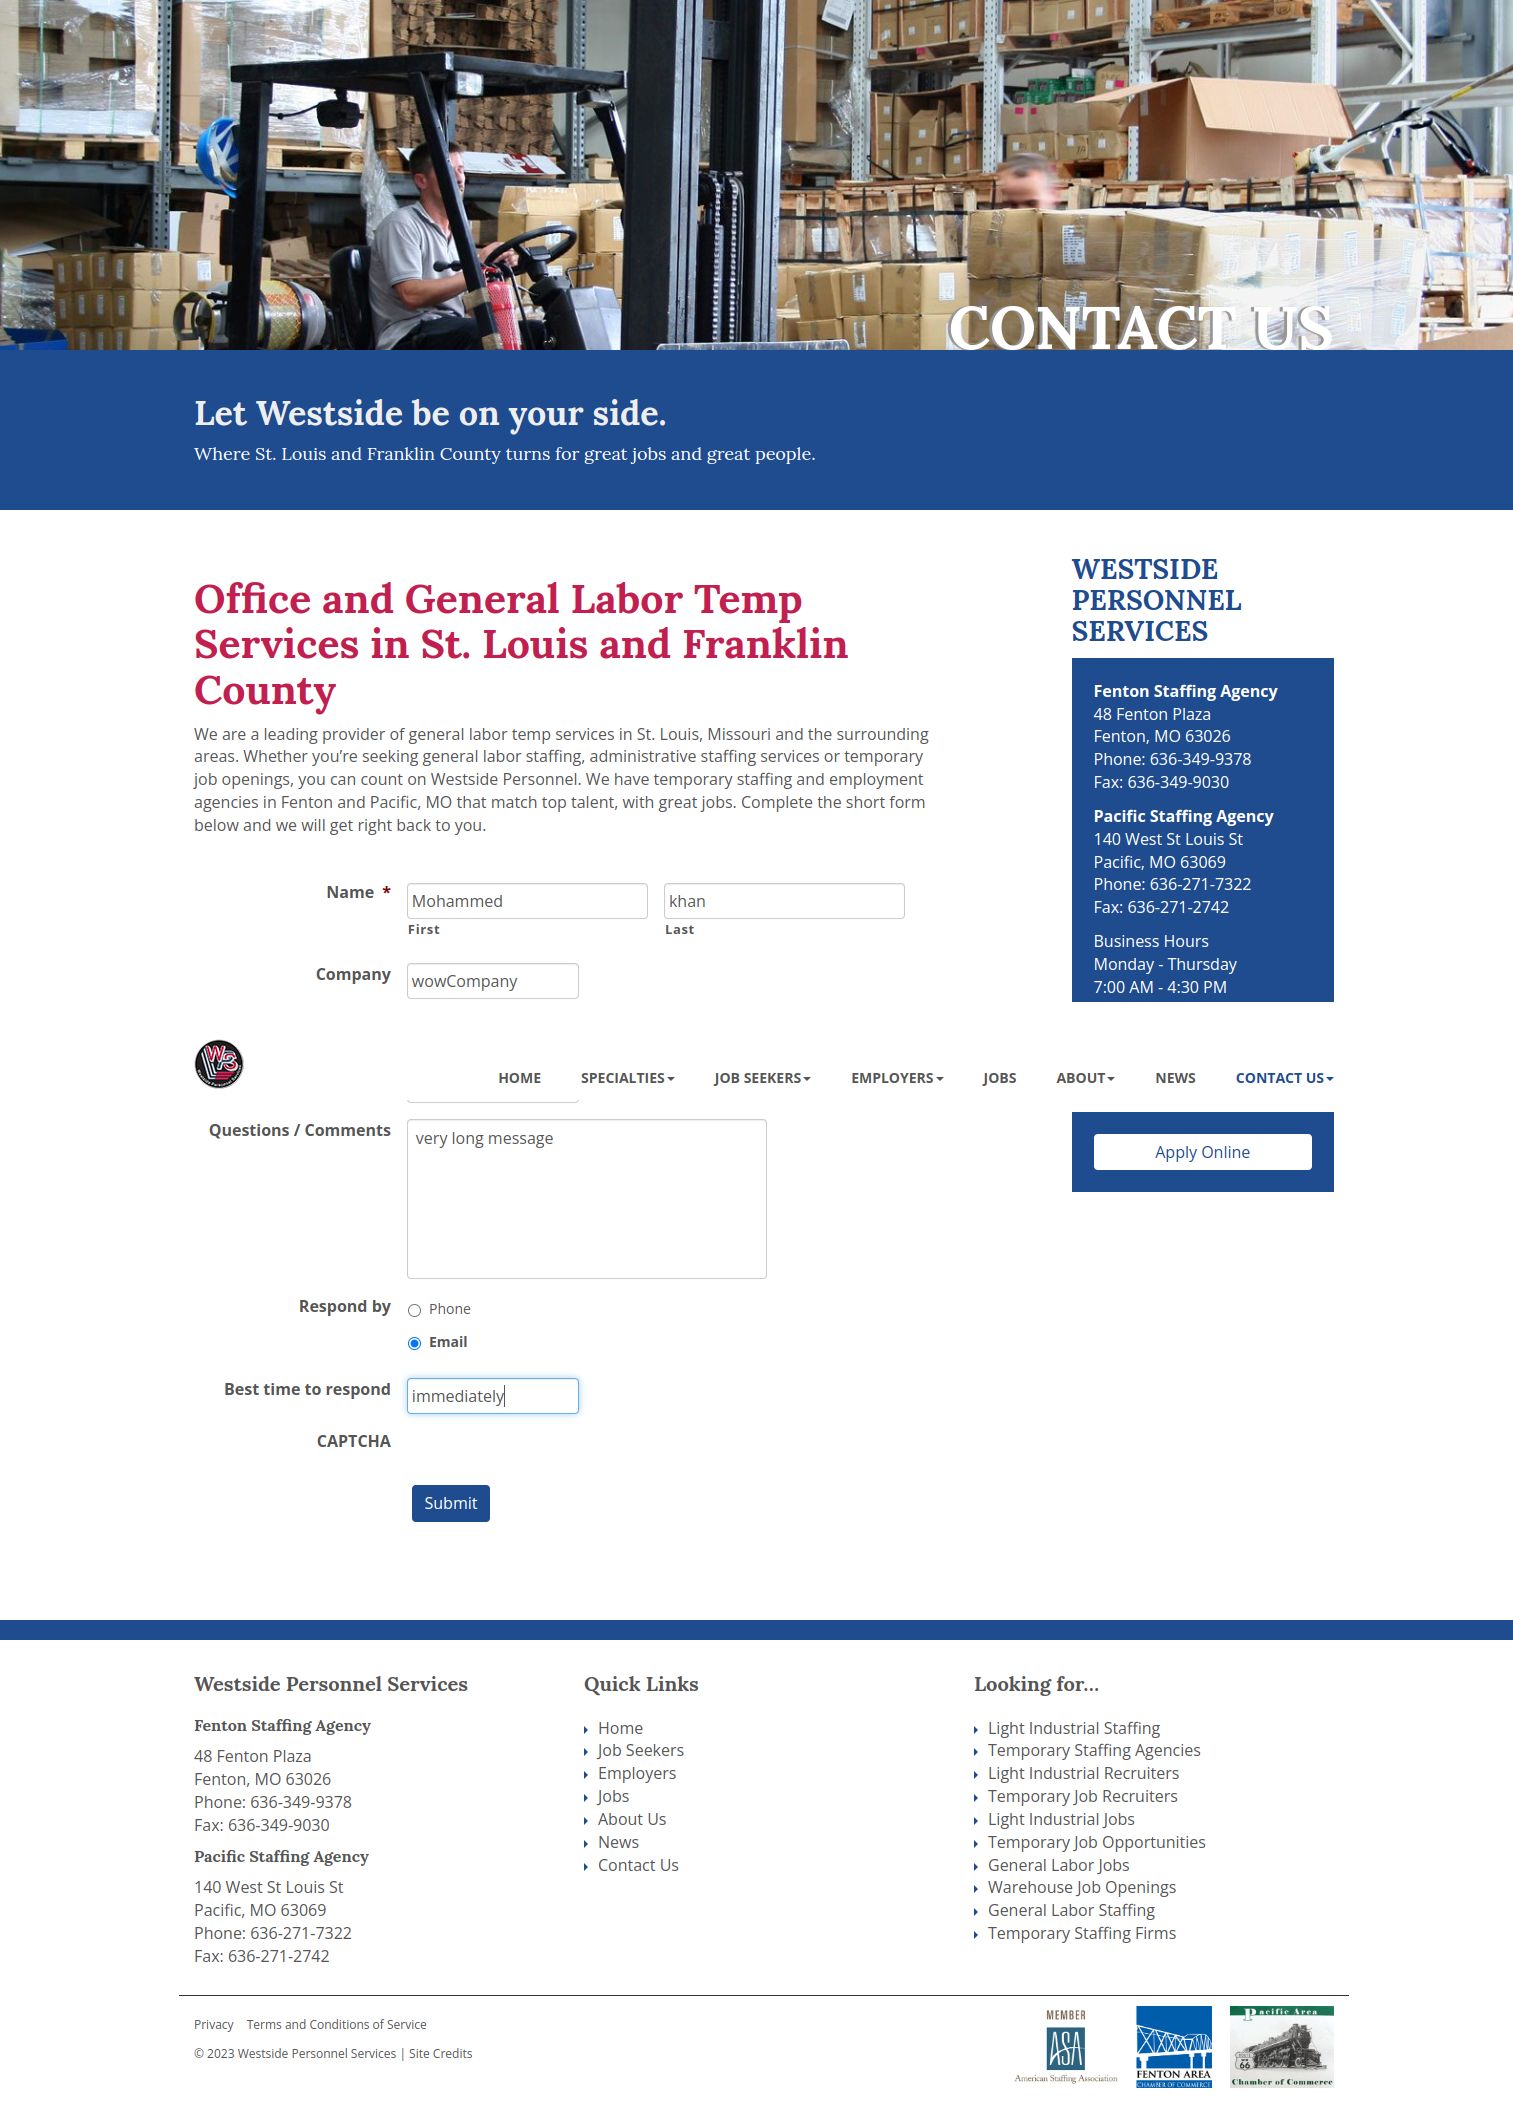 CONTACT US
Let Westside be on your side.
Where St. Louis and Franklin County turns for great jobs and great people.
Office and General Labor Temp
Services in St. Louis and Franklin
County
We are a leading provider of general labor temp services in St. Louis, Missouri and the surrounding
areas. Whether you’re seeking general labor staffing, administrative staffing services or temporary
job openings, you can count on Westside Personnel. We have temporary staffing and employment
agencies in Fenton and Pacific, MO that match top talent, with great jobs. Complete the short form
below and we will get right back to you.
Name *
Mohammed
khan
First
Last
Company
wowCompany
WESTSIDE
PERSONNEL
SERVICES
Fenton Staffing Agency
48 Fenton Plaza
Fenton, MO 63026
Phone: 636-349-9378
Fax: 636-349-9030
Pacific Staffing Agency
140 West St Louis St
Pacific, MO 63069
Phone: 636-271-7322
Fax: 636-271-2742
Business Hours
Monday - Thursday
7:00 AM - 4:30 PM
HOME SPECIALTIES JOB SEEKERS EMPLOYERS JOBS ABOUT NEWS CONTACT US
Questions / Comments
very long message
Apply Online
Respond by
Phone
Email
Best time to respond
immediately
CAPTCHA
Submit
Westside Personnel Services
Fenton Staffing Agency
48 Fenton Plaza
Fenton, MO 63026
Phone: 636-349-9378
Fax: 636-349-9030
Pacific Staffing Agency
140 West St Louis St
Pacific, MO 63069
Phone: 636-271-7322
Fax: 636-271-2742
Quick Links
Home
Job Seekers
Employers
Jobs
About Us
News
Contact Us
Looking for...
Light Industrial Staffing
Temporary Staffing Agencies
Light Industrial Recruiters
Temporary Job Recruiters
Light Industrial Jobs
Temporary Job Opportunities
General Labor Jobs
Warehouse Job Openings
General Labor Staffing
Temporary Staffing Firms
Privacy Terms and Conditions of Service
© 2023 Westside Personnel Services | Site Credits
MEMBER
ASA
American Staffing Association
FENTON AREA
CHAMBER OF COMMERCE
Pacific Area
66
Chamber of Commerce